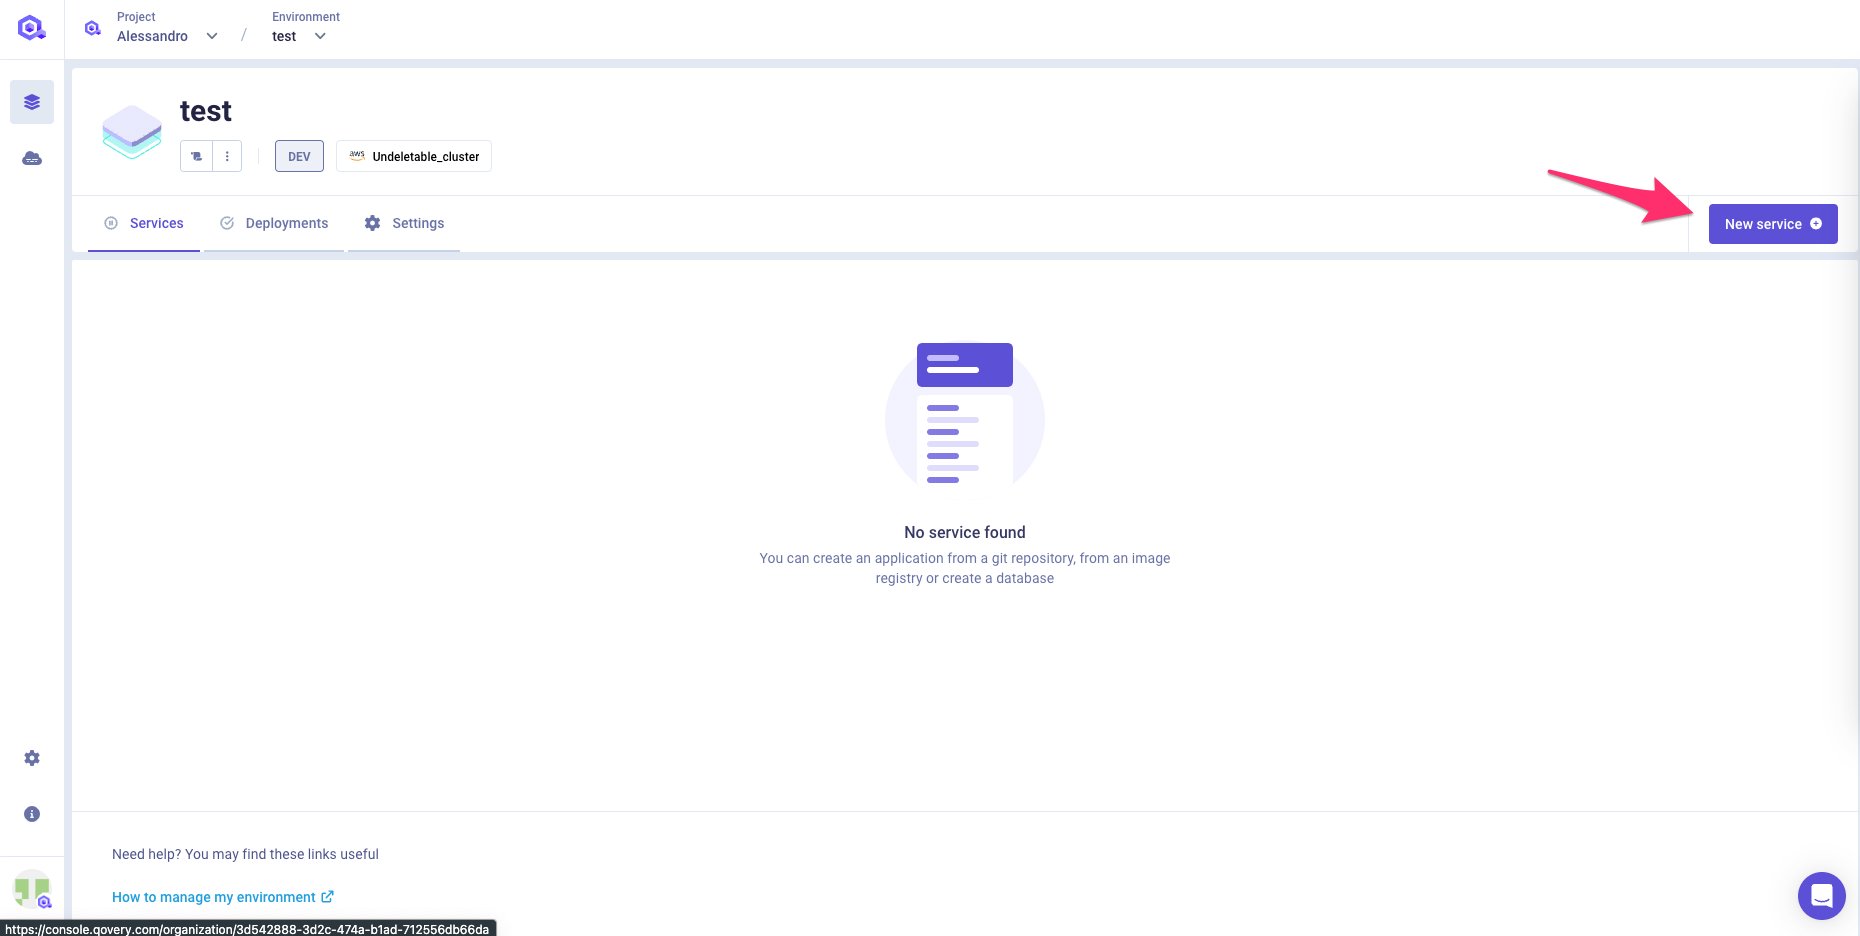 Project
Alessandro
/
Environment
test
test
DEV
aws
Undeletable_cluster
Services
Deployments
Settings
New service
No service found
You can create an application from a git repository, from an image
registry or create a database
Need help? You may find these links useful
How to manage my environment
https://console.qovery.com/organization/3d542888-3d2c-474a-b1ad-712556db66da